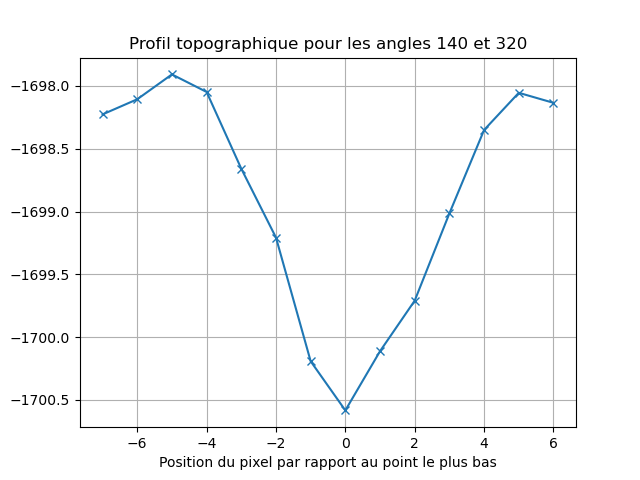 Profil topographique pour les angles 140 et 320
−1698.0
−1698.5
−1699.0
−1699.5
−1700.0
−1700.5
−6 −4 −2 0 2 4 6
Position du pixel par rapport au point le plus bas